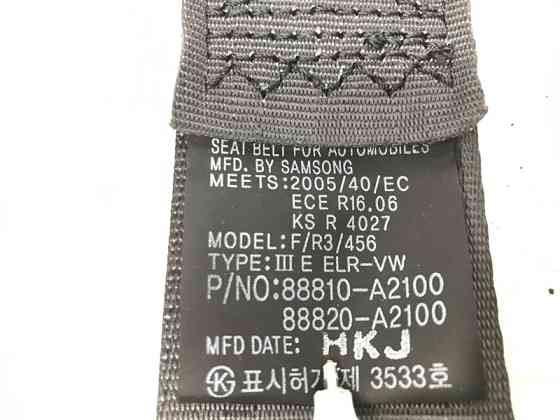 SEAT BELT FOR AUTOMOBILES
MFD. BY SAMSONG
MEETS:2005/40/EC
ECE R16.06
KS R 4027
MODEL:F/R3/456
TYPE:III E ELR-VW
P/NO:88810-A2100
88820-A2100
MFD DATE: HKJ
표시허 제 3533호